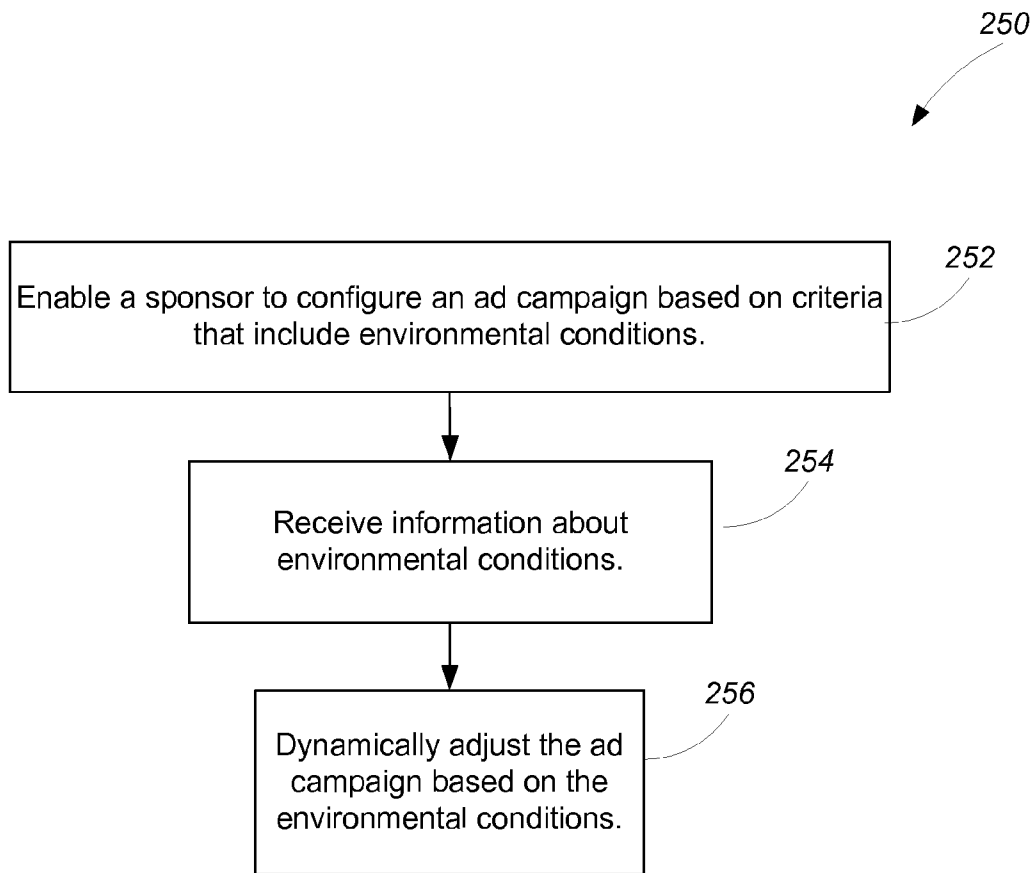 250
252
Enable a sponsor to configure an ad campaign based on criteria
that include environmental conditions.
254
Receive information about
environmental conditions.
256
Dynamically adjust the ad
campaign based on the
environmental conditions.